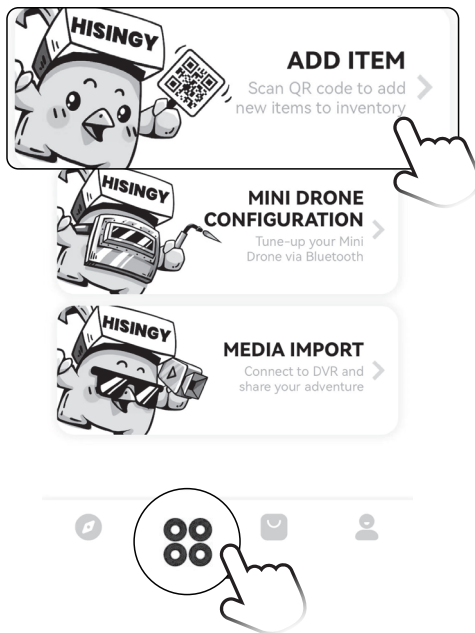 HISINGY
ADD ITEM
Scan QR code to add
new items to inventory
HISINGY
MINI DRONE
CONFIGURATION
Tune-up your Mini
Drone via Bluetooth
HISINGY
MEDIA IMPORT
Connect to DVR and
share your adventure